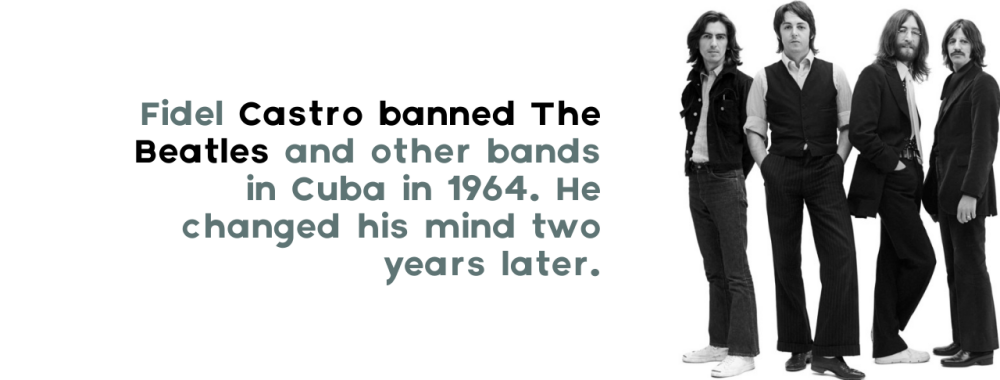 Fidel Castro banned The
Beatles and other bands
in Cuba in 1964. He
changed his mind two
years later.